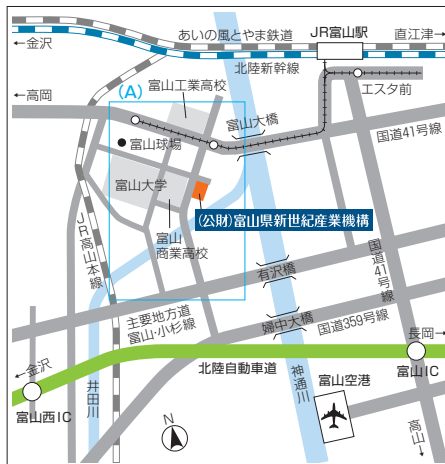 JR富山駅
あいの風とやま鉄道
直江津→
←金沢
北陸新幹線
エスタ前
富山工業高校
(A)
←高岡
富山大橋
国道41号線
富山球場
富山大学
(公財)富山県新世紀産業機構
富山
商業高校
JR高山本線
国道41号線
有沢橋
主要地方道
富山・小杉線
婦中大橋
国道359号線
長岡→
←金沢
北陸自動車道
富山IC
富山空港
富山西IC
井田川
神通川
N
高山→